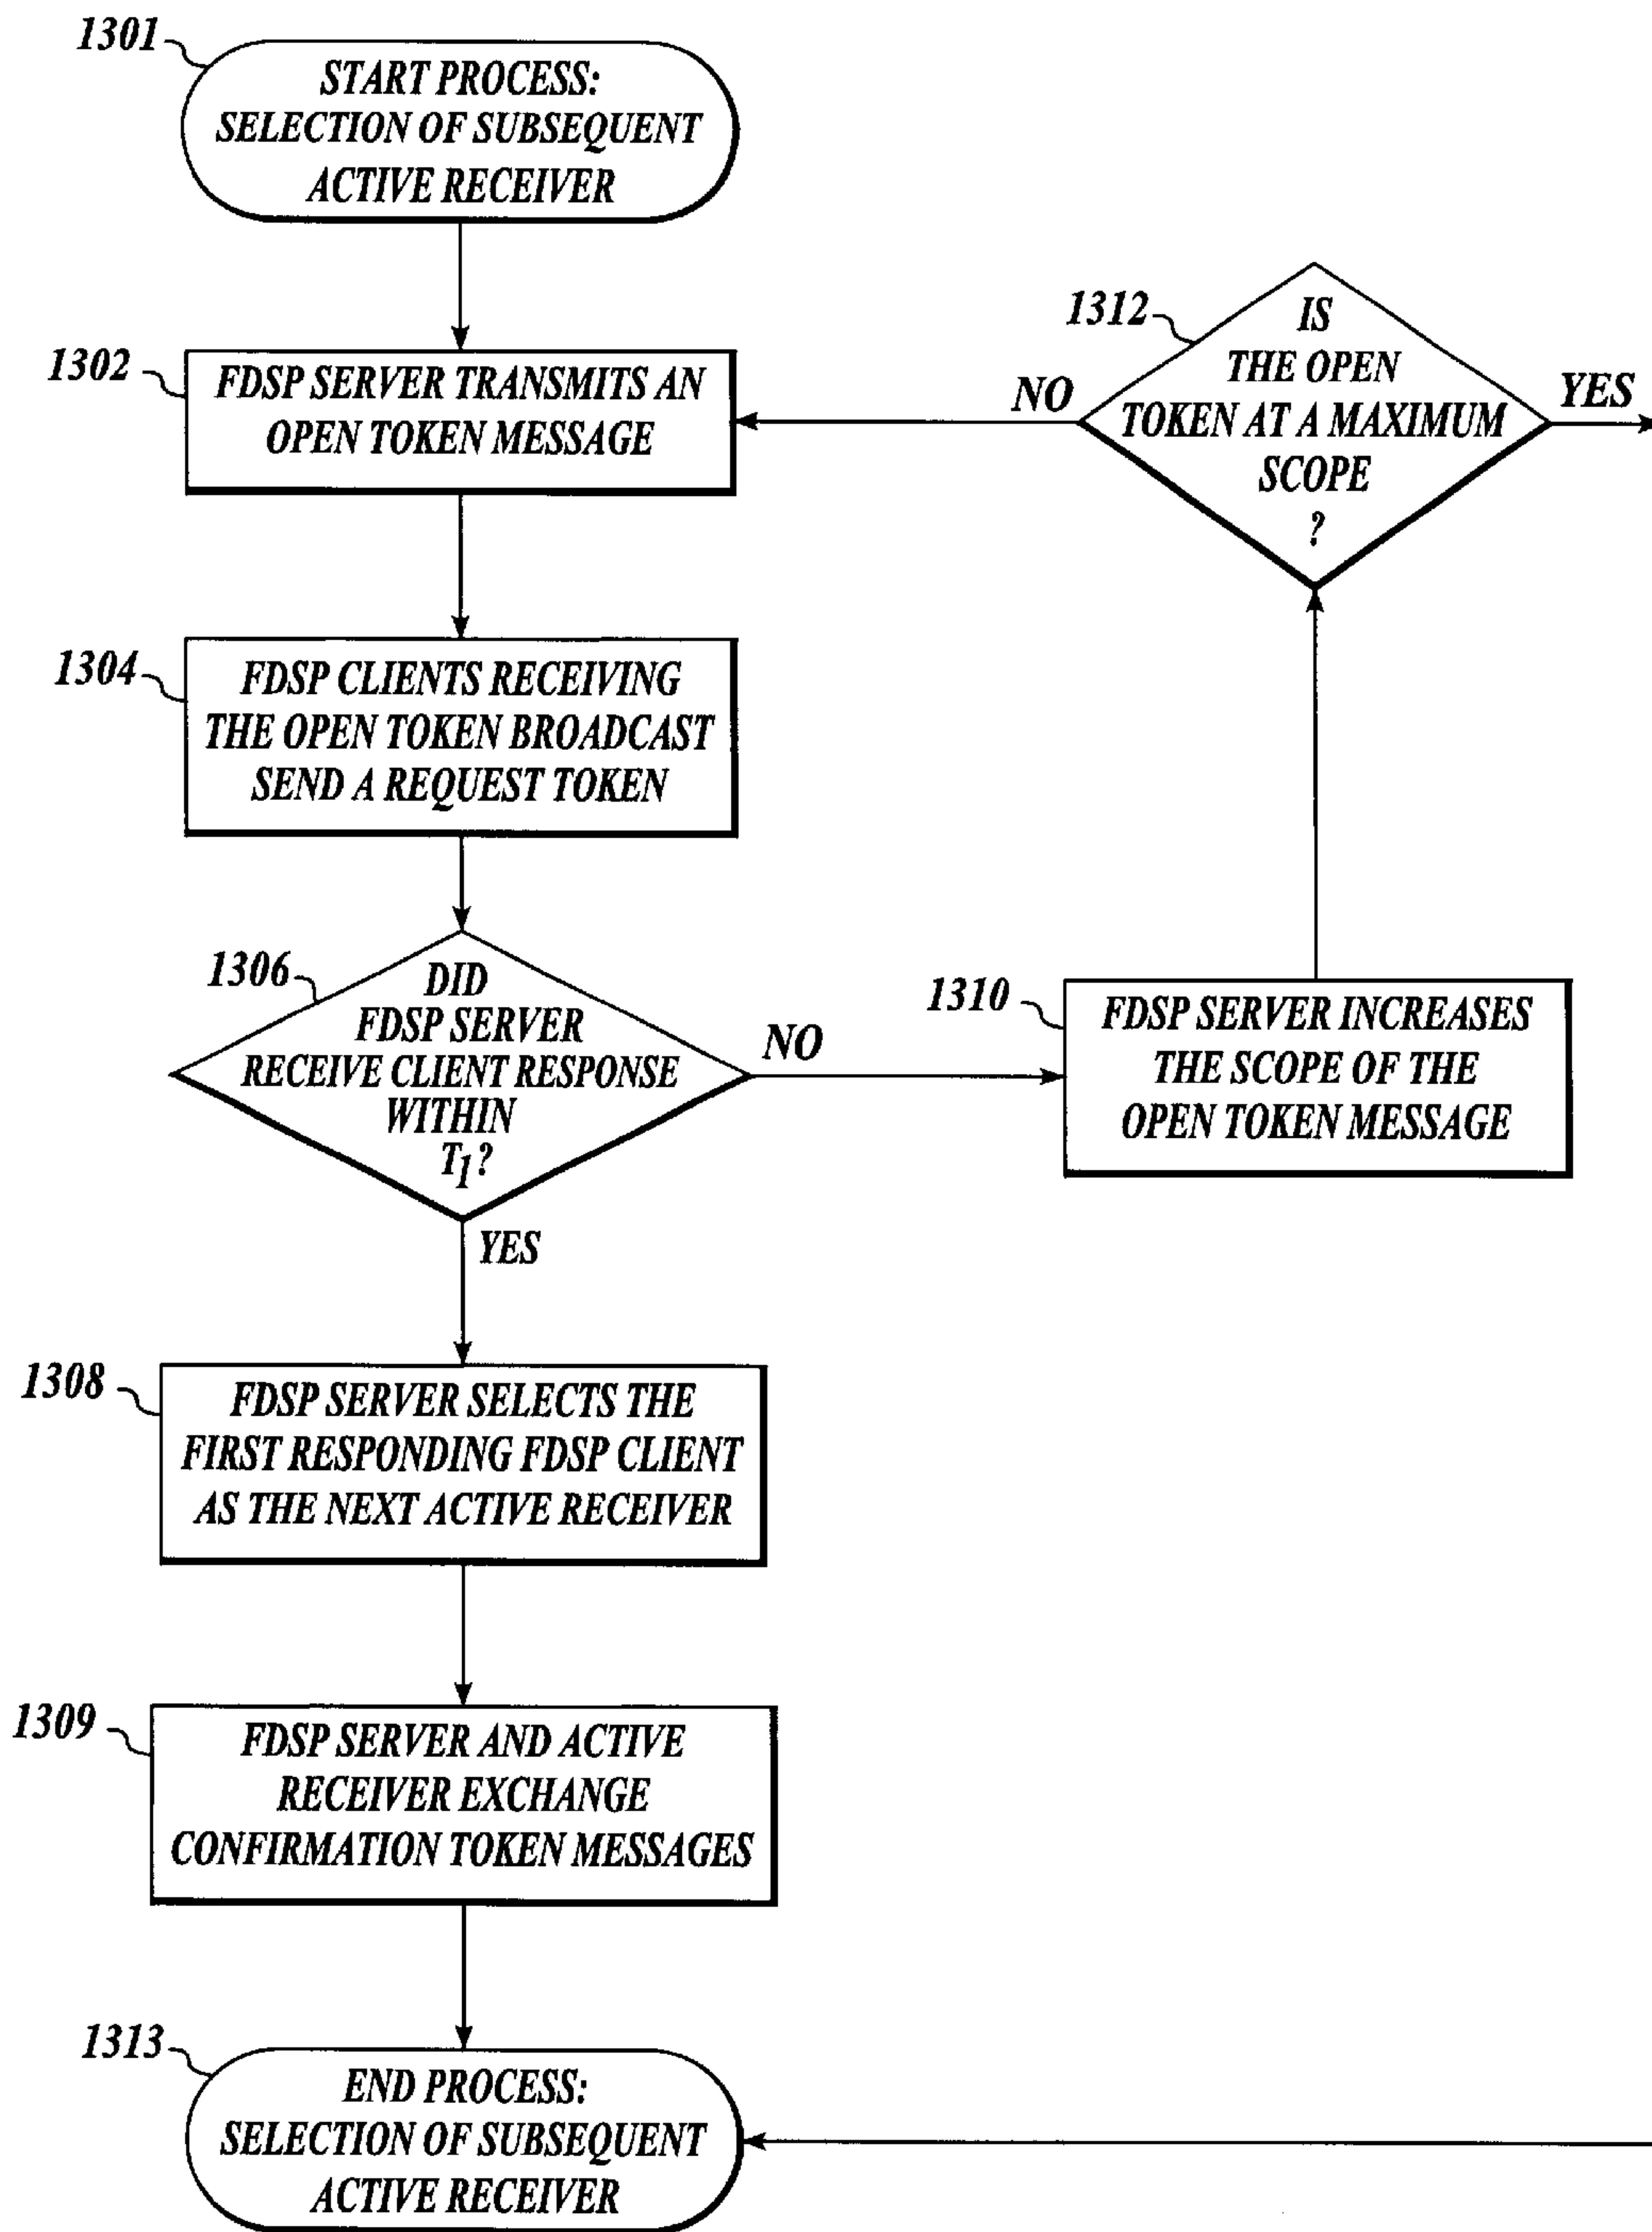 1301
START PROCESS:
SELECTION OF SUBSEQUENT
ACTIVE RECEIVER
1302
FDSP SERVER TRANSMITS AN
OPEN TOKEN MESSAGE
1312
IS
THE OPEN
TOKEN AT A MAXIMUM
SCOPE
?
NO
YES
1304
FDSP CLIENTS RECEIVING
THE OPEN TOKEN BROADCAST
SEND A REQUEST TOKEN
1306
DID
FDSP SERVER
RECEIVE CLIENT RESPONSE
WITHIN
T1?
NO
YES
1310
FDSP SERVER INCREASES
THE SCOPE OF THE
OPEN TOKEN MESSAGE
1308
FDSP SERVER SELECTS THE
FIRST RESPONDING FDSP CLIENT
AS THE NEXT ACTIVE RECEIVER
1309
FDSP SERVER AND ACTIVE
RECEIVER EXCHANGE
CONFIRMATION TOKEN MESSAGES
1313
END PROCESS:
SELECTION OF SUBSEQUENT
ACTIVE RECEIVER